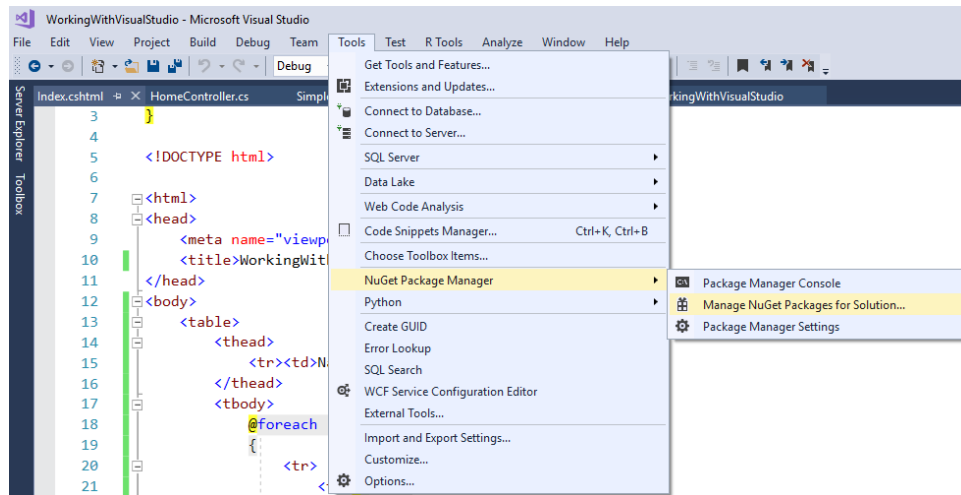 WorkingWithVisualStudio - Microsoft Visual Studio
File Edit View Project Build Debug Team Tools Test R Tools Analyze Window Help
Debug
Server Explorer
Toolbox
Index.cshtml HomeController.cs Simpl
rkingWithVisualStudio
3 }
4
5 <!DOCTYPE html>
6
7 <html>
8 <head>
9 <meta name="viewp
10 <title>WorkingWit
11 </head>
12 <body>
13 <table>
14 <thead>
15 <tr><td>Na
16 </thead>
17 <tbody>
18 @foreach
19 {
20 <tr>
21 <
Get Tools and Features...
Extensions and Updates...
Connect to Database...
Connect to Server...
SQL Server
Data Lake
Web Code Analysis
Code Snippets Manager... Ctrl+K, Ctrl+B
Choose Toolbox Items...
NuGet Package Manager
Python
Create GUID
Error Lookup
SQL Search
WCF Service Configuration Editor
External Tools...
Import and Export Settings...
Customize...
Options...
Package Manager Console
Manage NuGet Packages for Solution...
Package Manager Settings